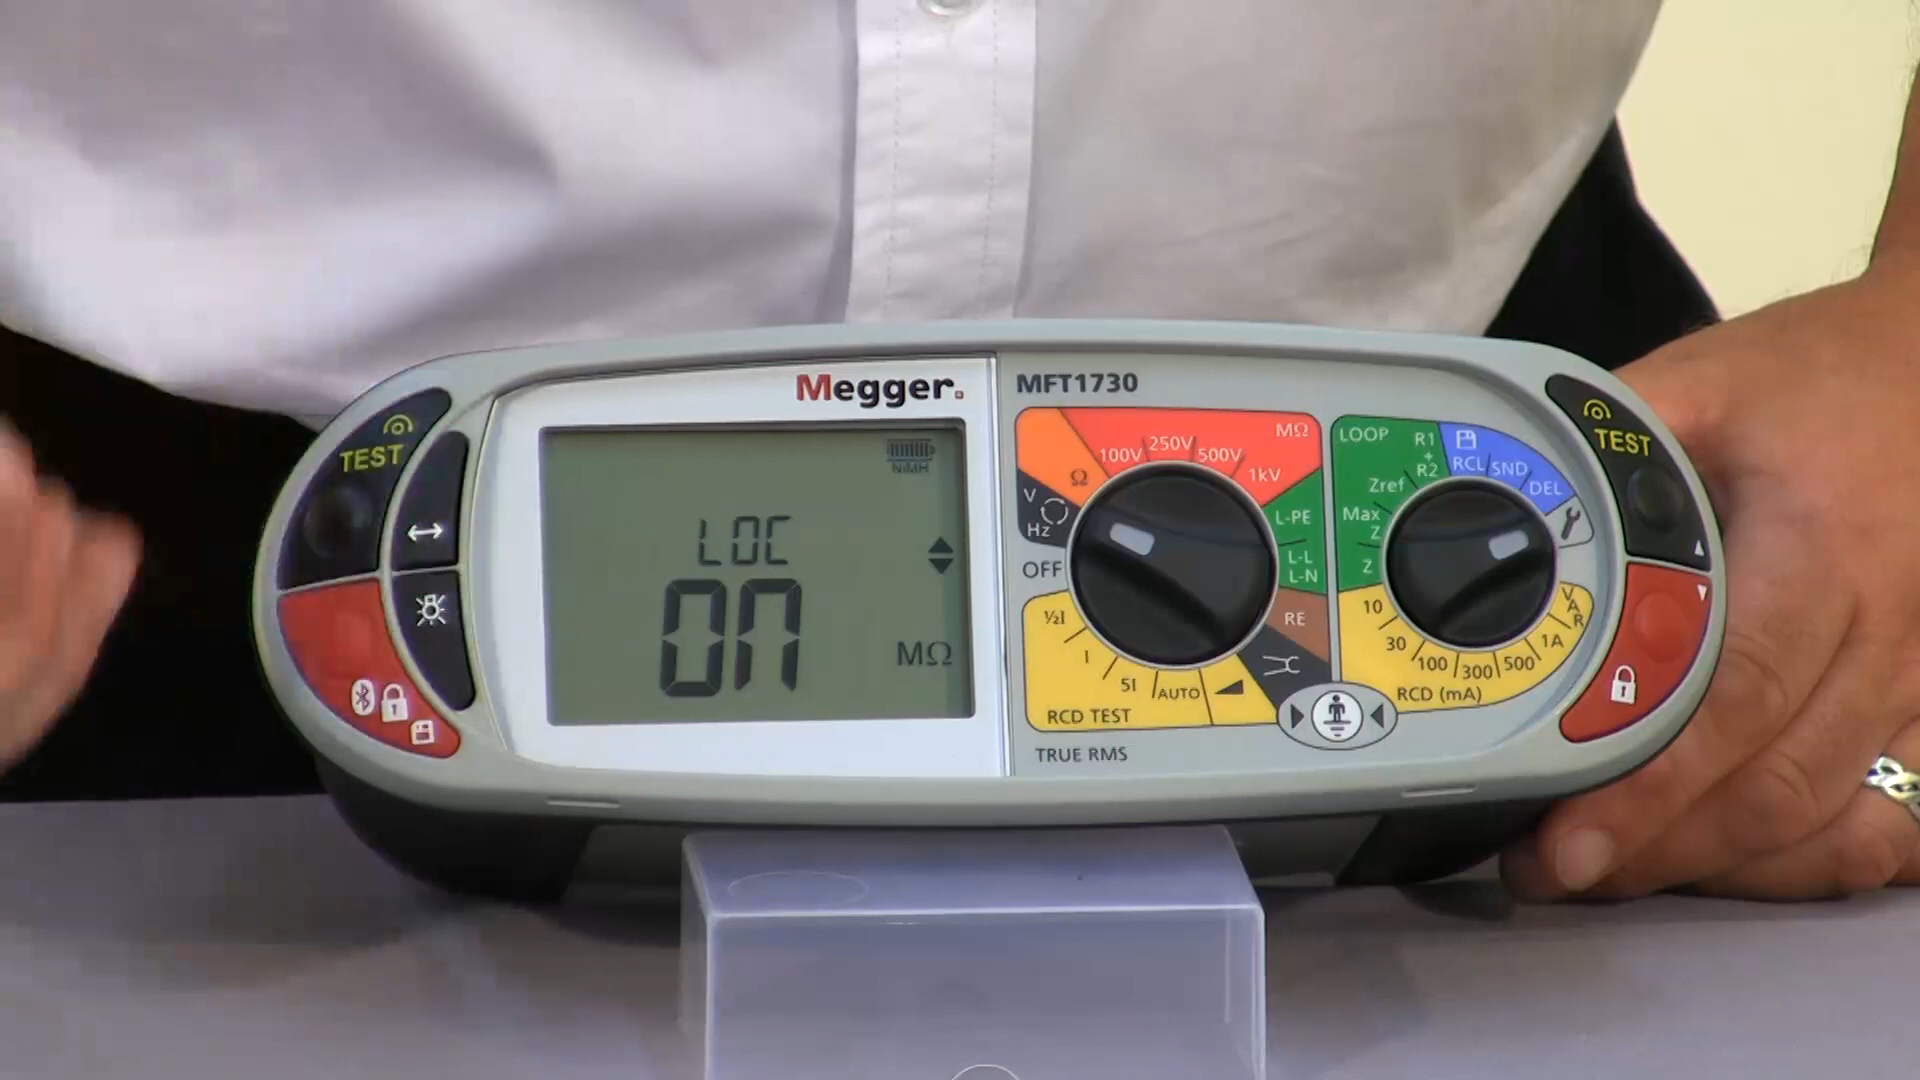 Megger.
MFT1730
TEST
NiMH
LOC
ON
MΩ
100V 250V 500V 1kV MΩ
Ω
V
Hz
OFF
L-PE
L-L
L-N
RE
½I
I
5I
AUTO
RCD TEST
TRUE RMS
LOOP
R1
+
R2
Zref
Max
Z
Z
RCL SND DEL
10
30
100
300
500
1A
VAR
RCD (mA)
TEST